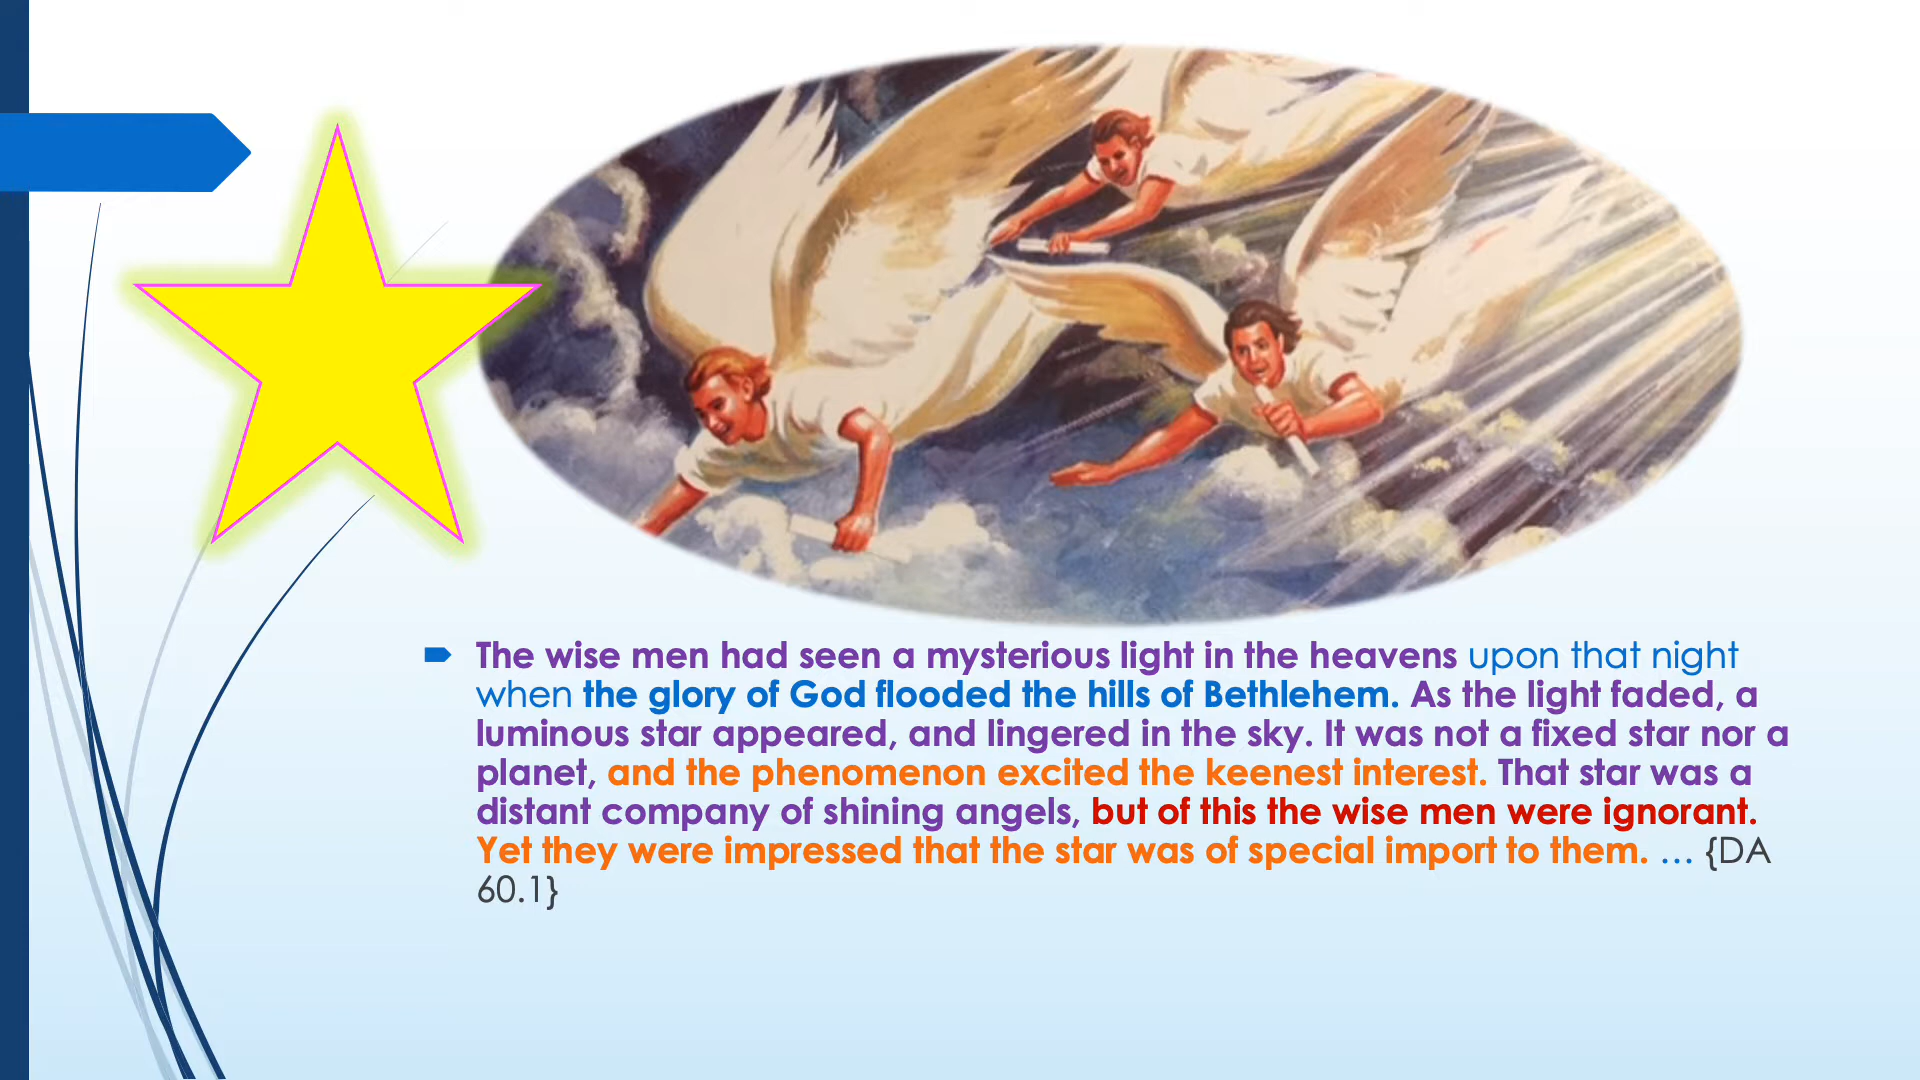 The wise men had seen a mysterious light in the heavens upon that night
when the glory of God flooded the hills of Bethlehem. As the light faded, a
luminous star appeared, and lingered in the sky. It was not a fixed star nor a
planet, and the phenomenon excited the keenest interest. That star was a
distant company of shining angels, but of this the wise men were ignorant.
Yet they were impressed that the star was of special import to them. … {DA
60.1}